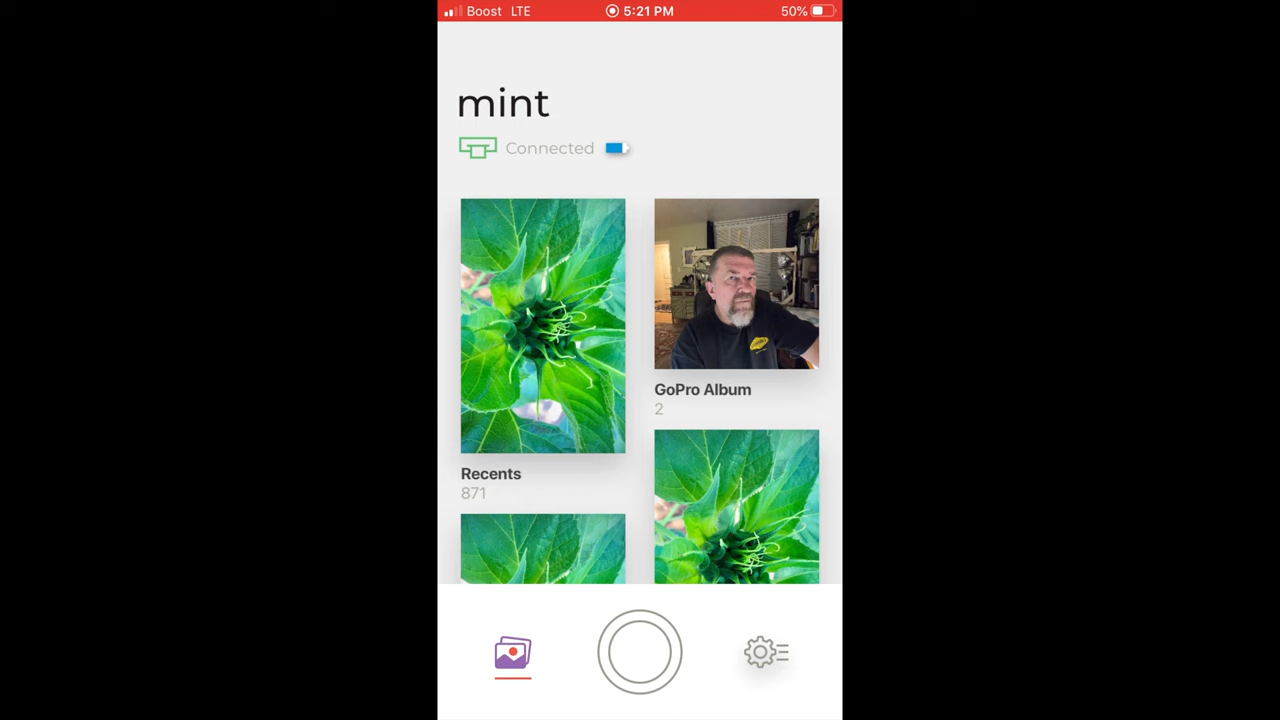 Boost LTE 5:21 PM 50%
mint
Connected
GoPro Album
2
Recents
871